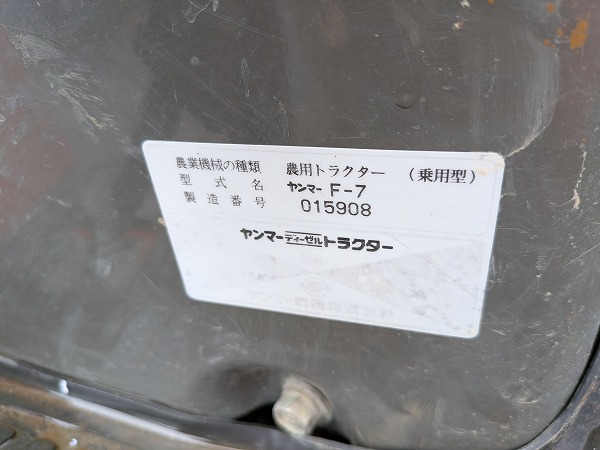 農業機械の種類 農用トラクター (乗用型)
型式名 ヤンマー F-7
製造番号 015908
ヤンマーディーゼルトラクター